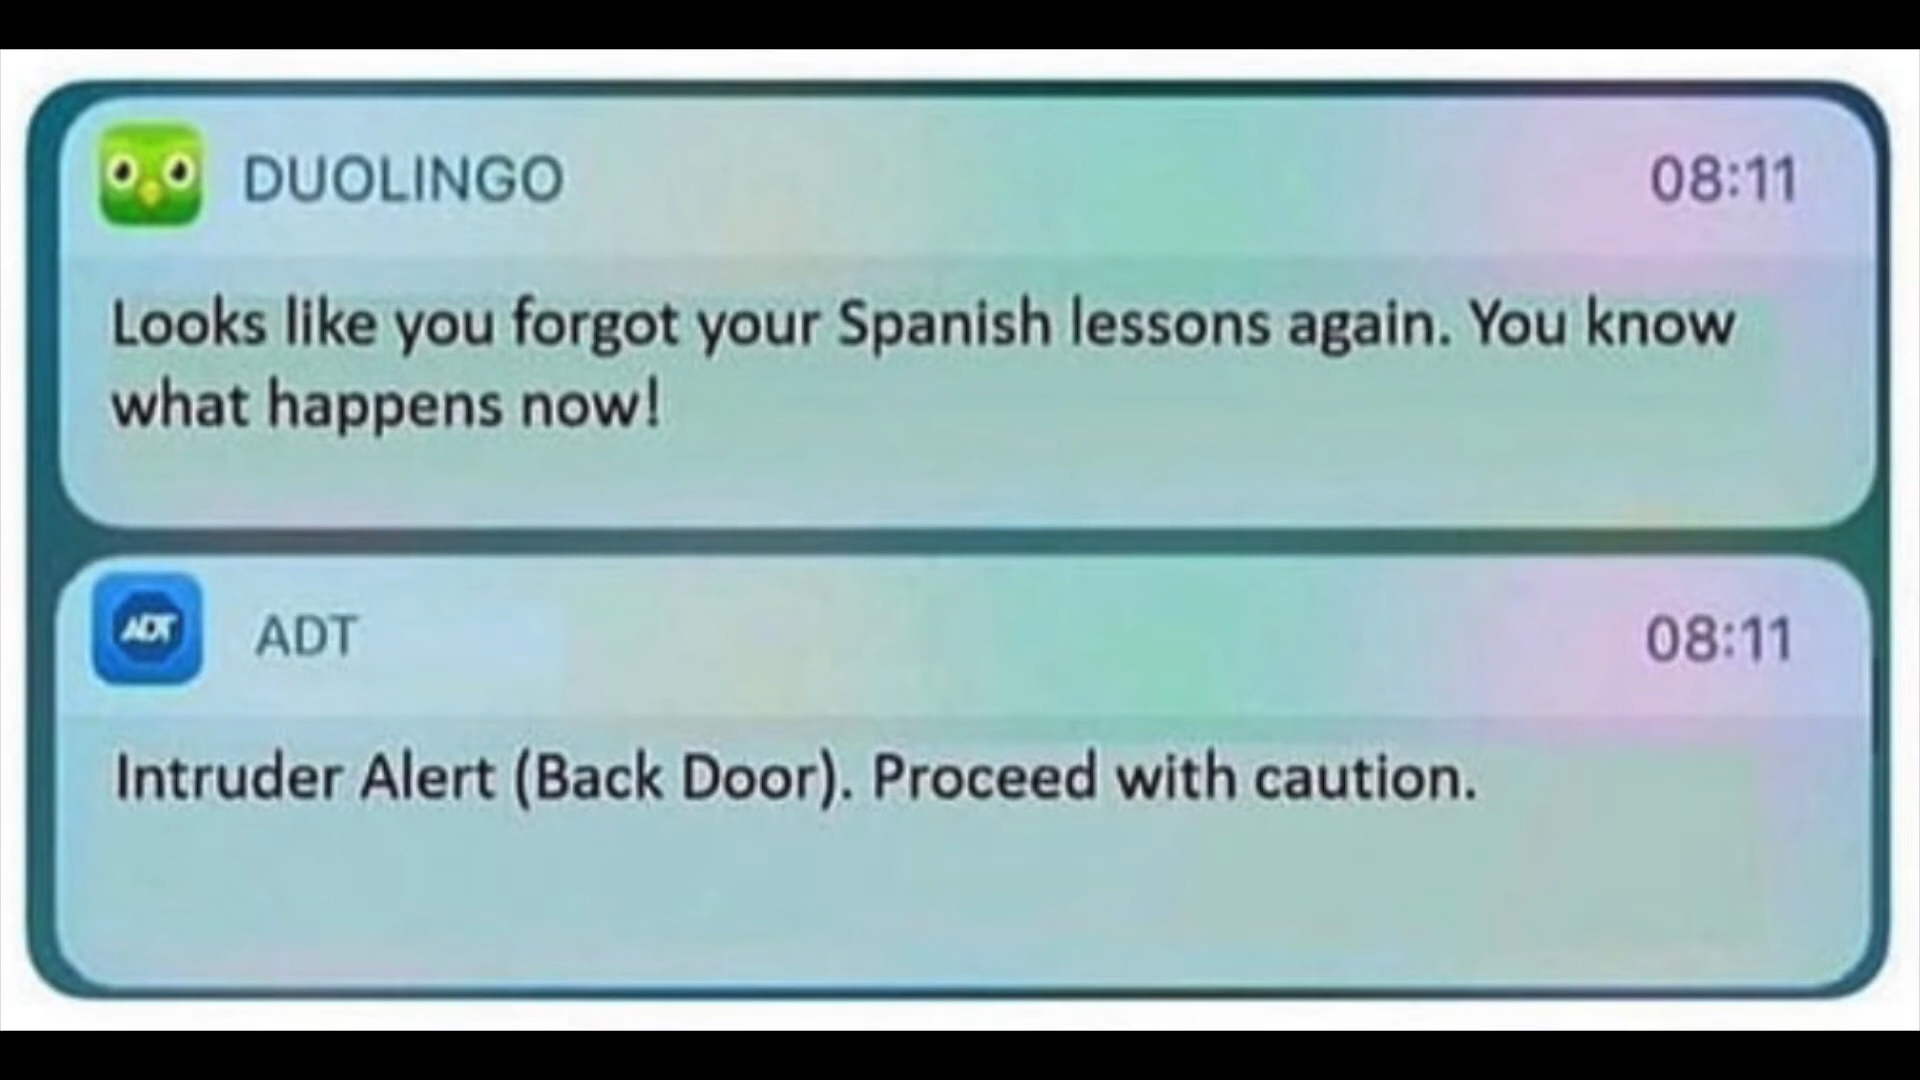 DUOLINGO
08:11
Looks like you forgot your Spanish lessons again. You know
what happens now!
ADT
ADT
08:11
Intruder Alert (Back Door). Proceed with caution.